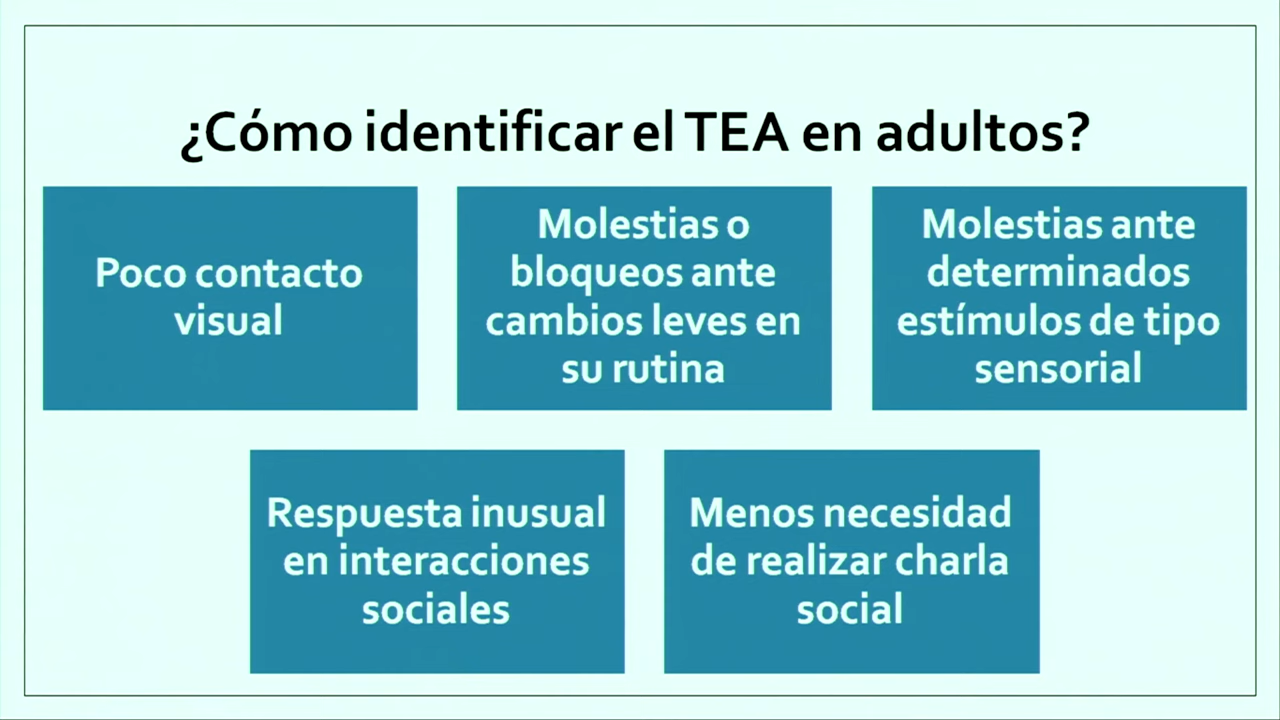 ¿Cómo identificar el TEA en adultos?
Poco contacto
visual
Molestias o
bloqueos ante
cambios leves en
su rutina
Molestias ante
determinados
estímulos de tipo
sensorial
Respuesta inusual
en interacciones
sociales
Menos necesidad
de realizar charla
social